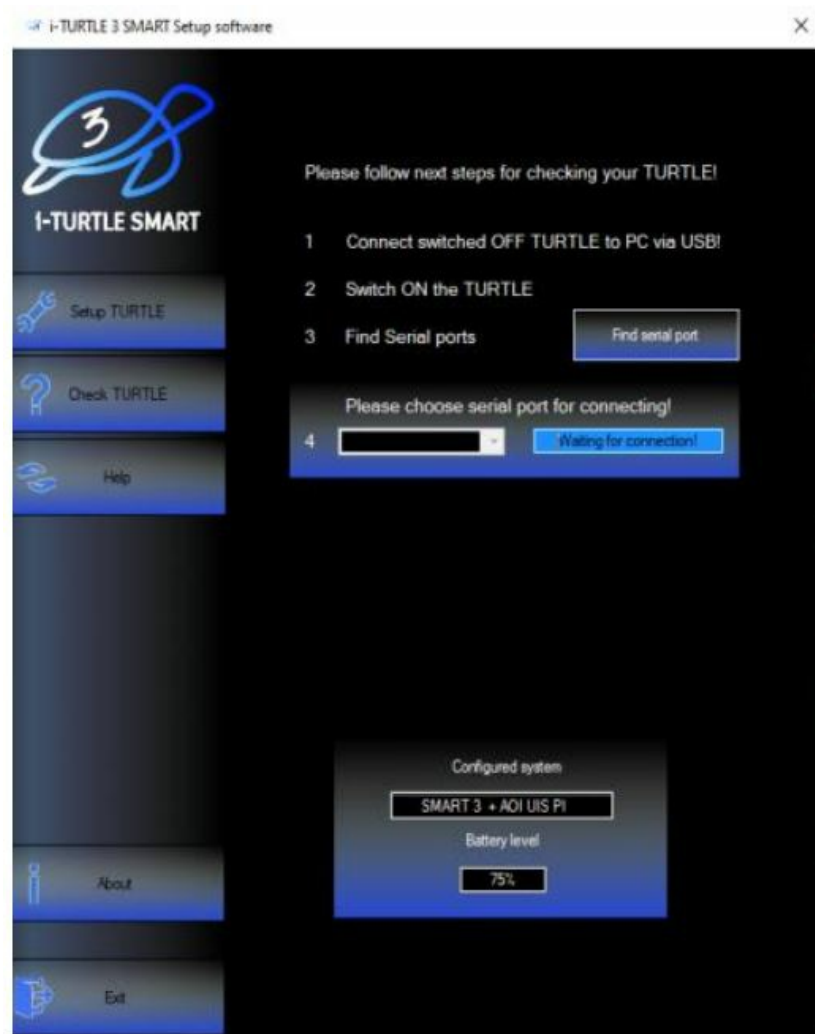 i-TURTLE 3 SMART Setup software
3
i-TURTLE SMART
Setup TURTLE
Check TURTLE
Help
About
Exit
Please follow next steps for checking your TURTLE!
1 Connect switched OFF TURTLE to PC via USB!
2 Switch ON the TURTLE
3 Find Serial ports
Find serial port
Please choose serial port for connecting!
4
Waiting for connection!
Configured system
SMART 3 + AOI UIS PI
Battery level
75%